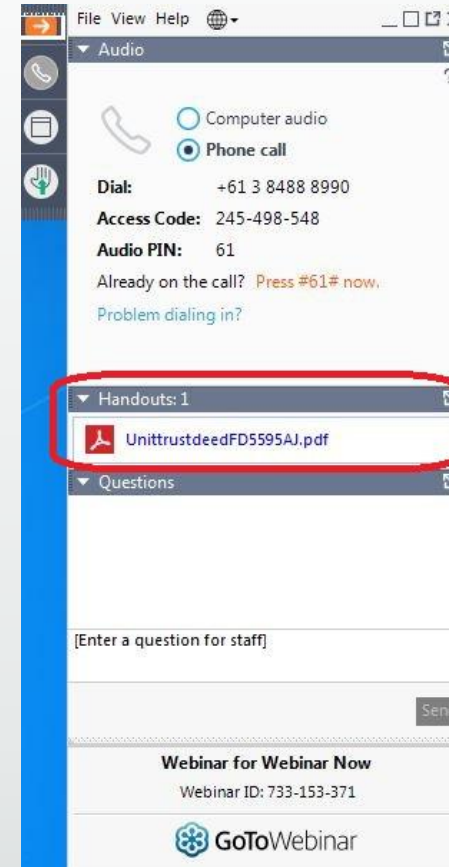 File View Help
Audio
?
Computer audio
Phone call
Dial: +61 3 8488 8990
Access Code: 245-498-548
Audio PIN: 61
Already on the call? Press #61# now.
Problem dialing in?
Handouts: 1
UnittrustdeedFD5595AJ.pdf
Questions
[Enter a question for staff]
Webinar for Webinar Now
Webinar ID: 733-153-371
GoToWebinar